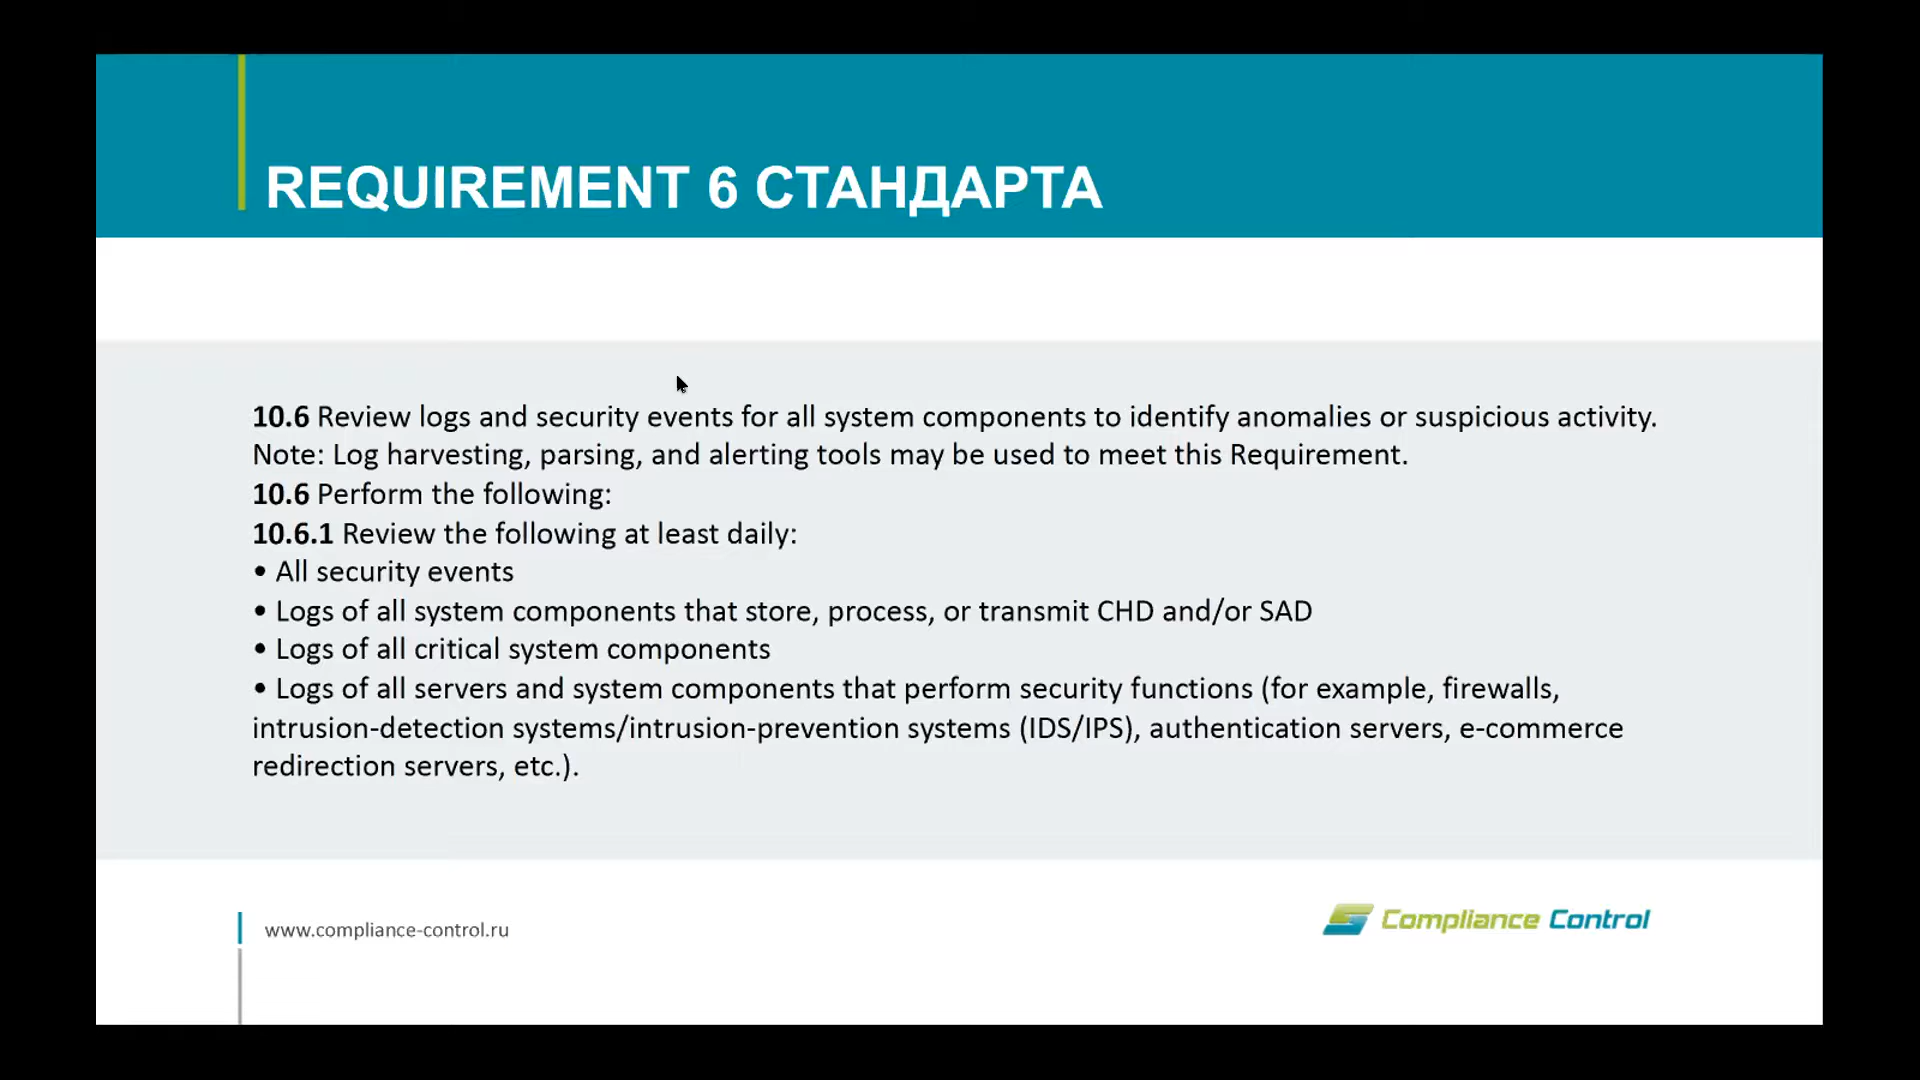 REQUIREMENT 6 СТАНДАРТА
10.6 Review logs and security events for all system components to identify anomalies or suspicious activity.
Note: Log harvesting, parsing, and alerting tools may be used to meet this Requirement.
10.6 Perform the following:
10.6.1 Review the following at least daily:
• All security events
• Logs of all system components that store, process, or transmit CHD and/or SAD
• Logs of all critical system components
• Logs of all servers and system components that perform security functions (for example, firewalls,
intrusion-detection systems/intrusion-prevention systems (IDS/IPS), authentication servers, e-commerce
redirection servers, etc.).
www.compliance-control.ru
Compliance Control